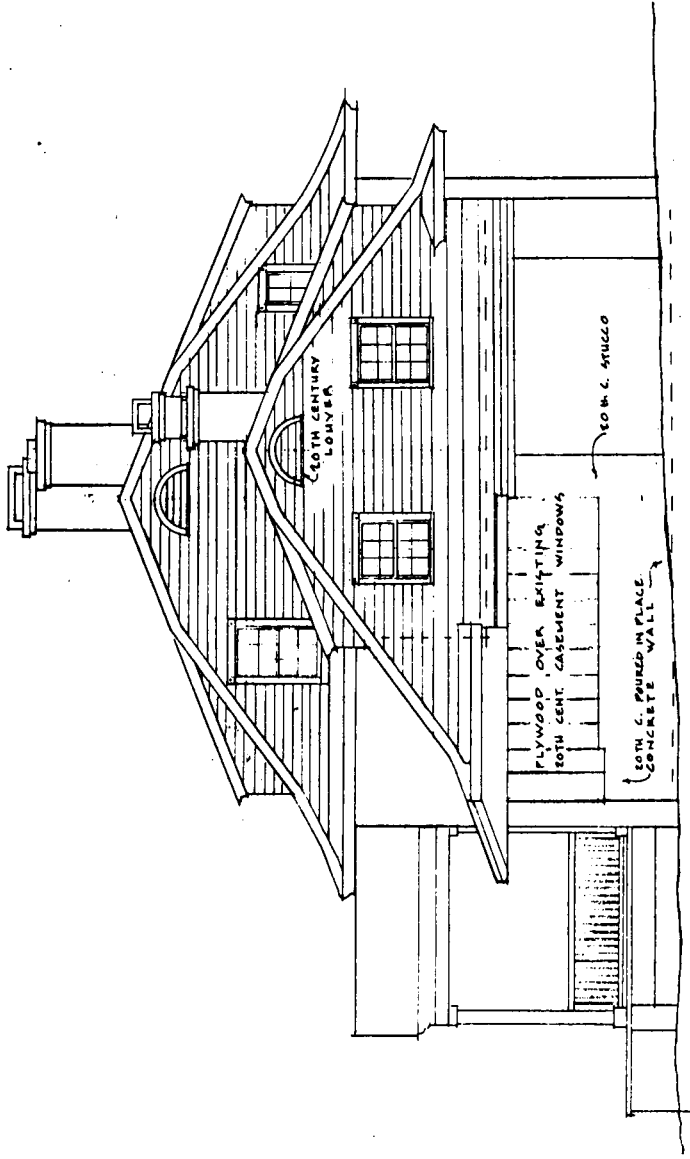 20TH CENTURY
LOUVER
PLYWOOD OVER EXISTING
20TH CENT. CASEMENT WINDOWS
20TH C. STUCCO
20TH C. POURED IN PLACE
CONCRETE WALL